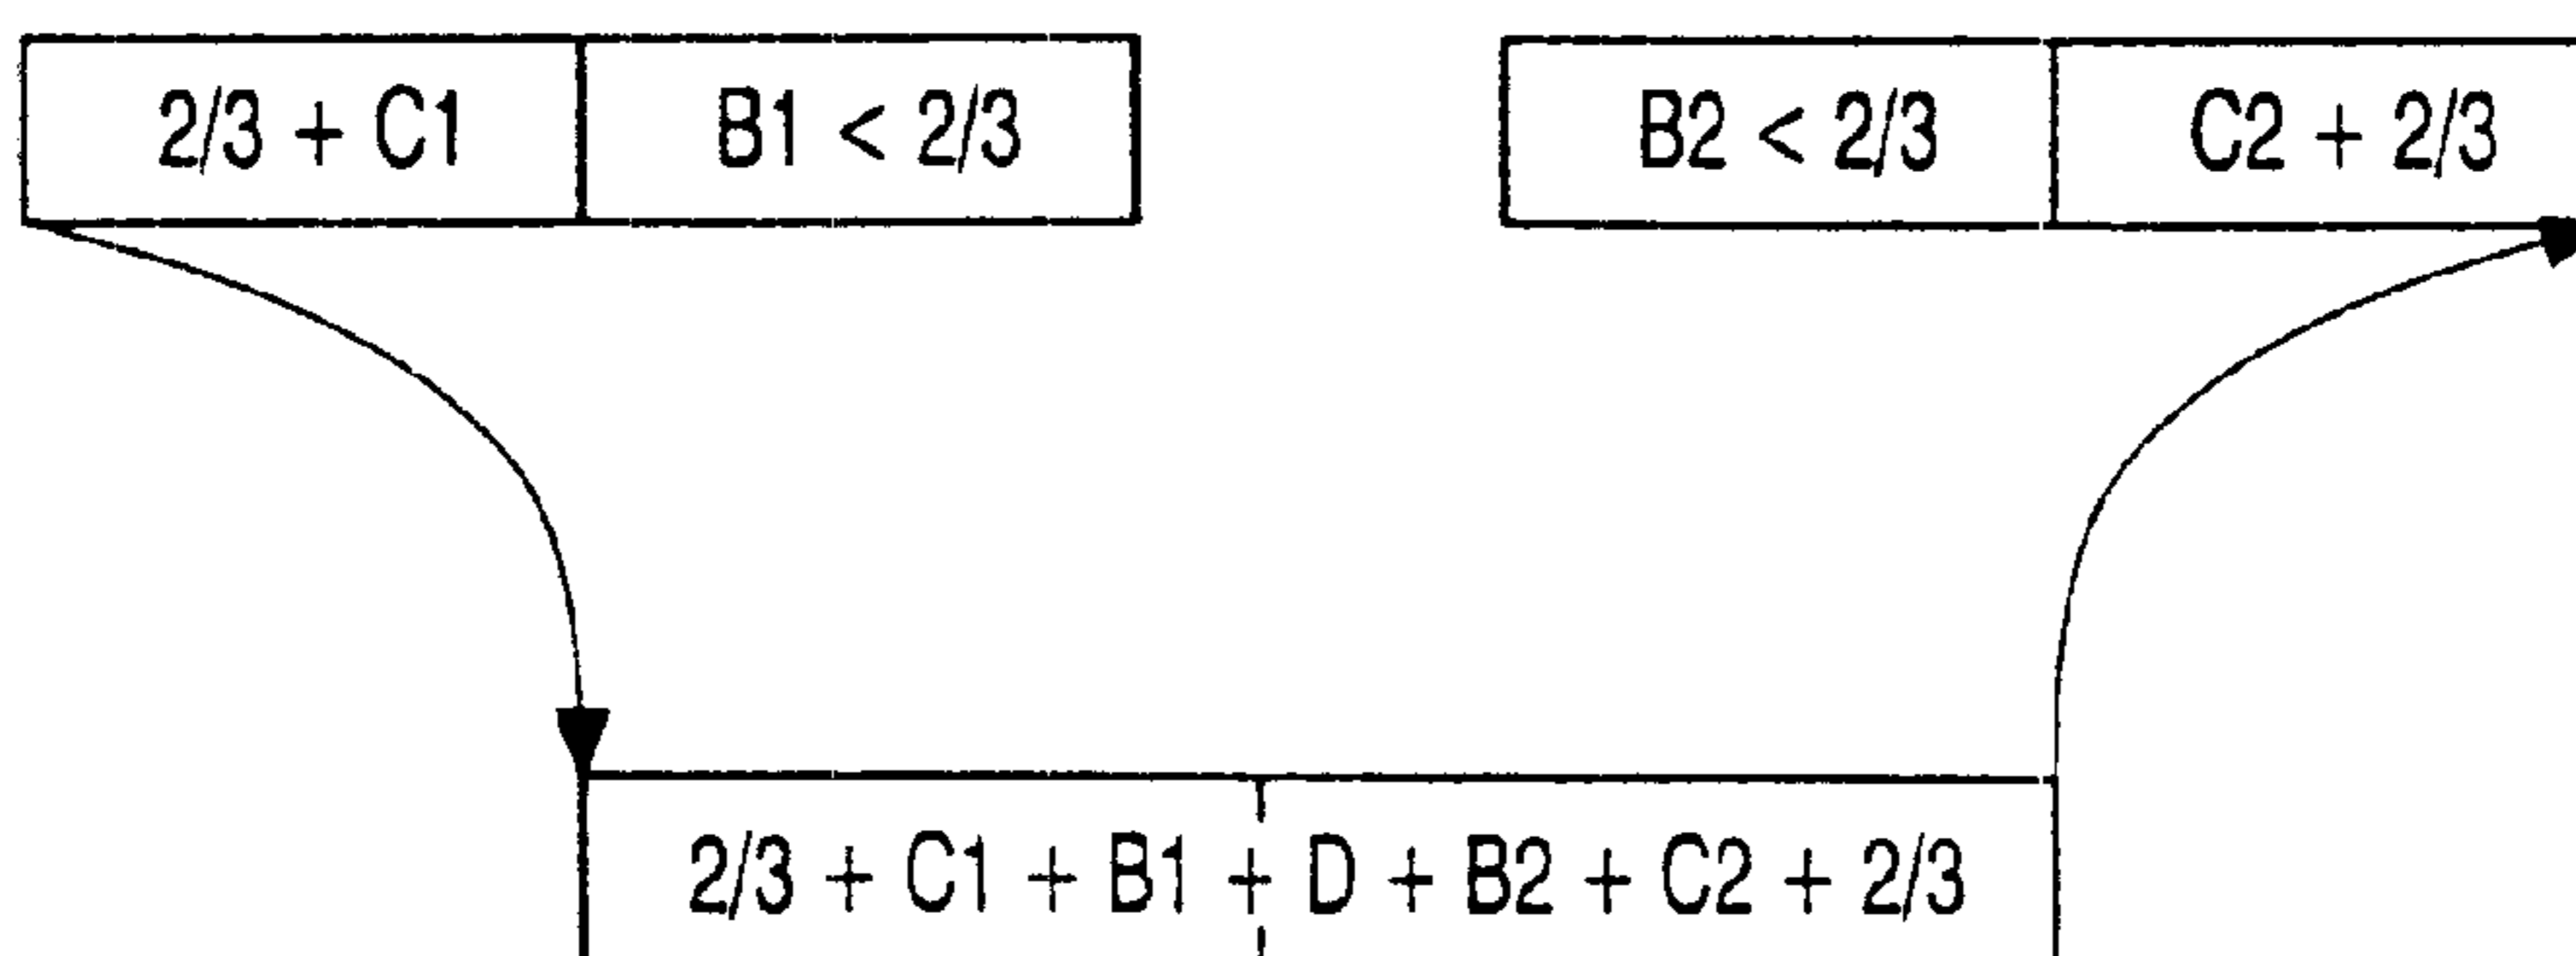 2/3 + C1 B1 < 2/3 B2 < 2/3 C2 + 2/3
2/3 + C1 + B1 + D + B2 + C2 + 2/3